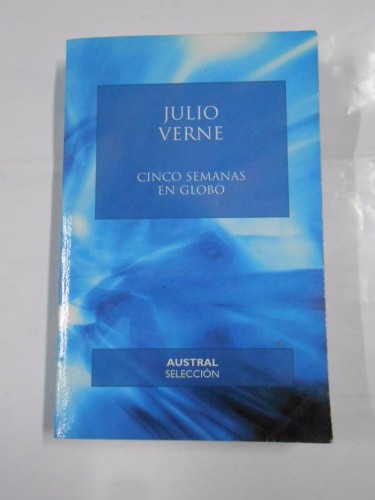 JULIO
VERNE
CINCO SEMANAS
EN GLOBO
AUSTRAL
SELECCIÓN